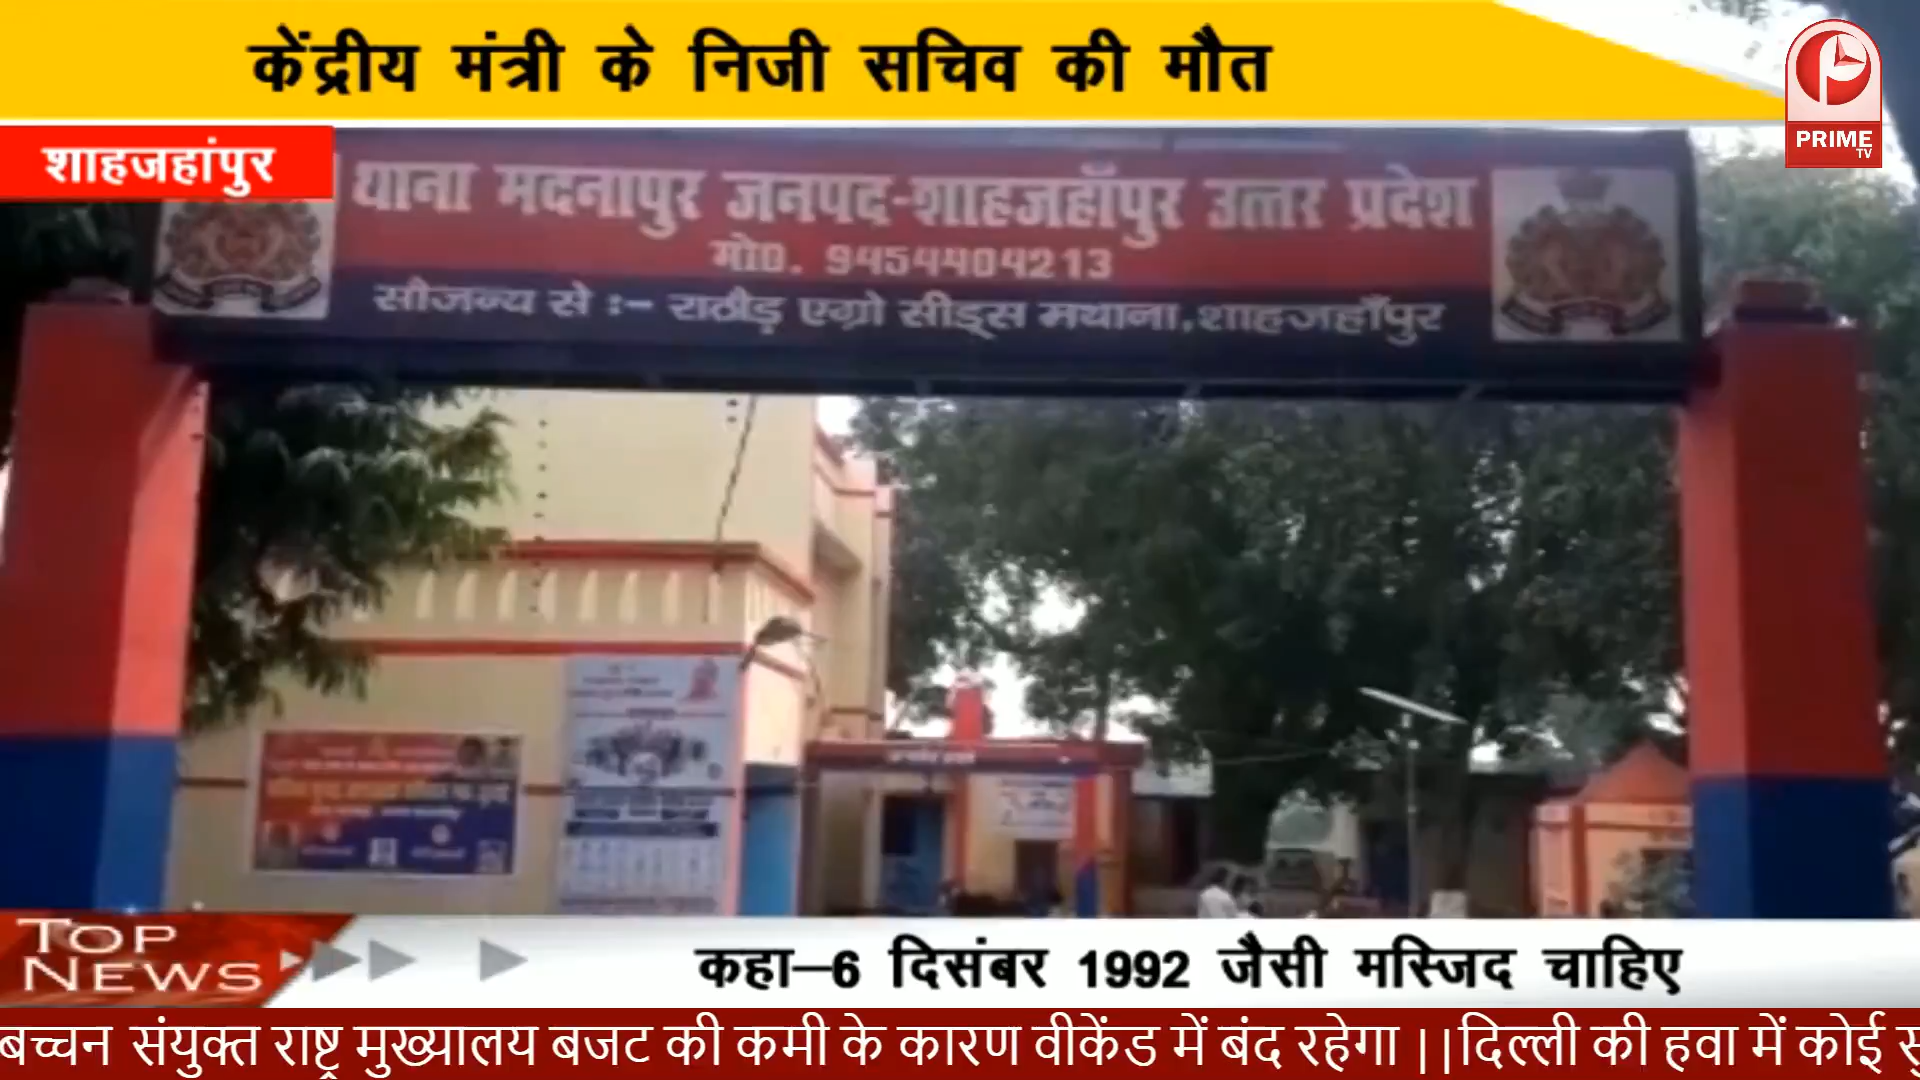 केंद्रीय मंत्री के निजी सचिव की मौत
PRIME
TV
शाहजहांपुर
थाना मदनापुर जनपद-शाहजहाँपुर उत्तर प्रदेश
मो0. 9454404213
सौजन्य से :- राठौड़ एग्रो सीड्स मथाना,शाहजहाँपुर
TOP
NEWS
कहा–6 दिसंबर 1992 जैसी मस्जिद चाहिए
बच्चन संयुक्त राष्ट्र मुख्यालय बजट की कमी के कारण वीकेंड में बंद रहेगा ||दिल्ली की हवा में कोई